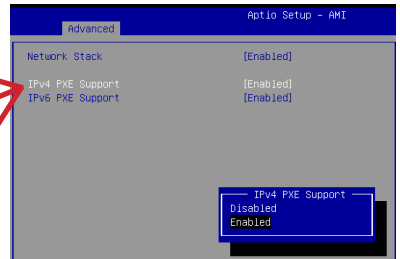 Aptio Setup – AMI
Advanced
Network Stack [Enabled]
IPv4 PXE Support [Enabled]
IPv6 PXE Support [Enabled]
IPv4 PXE Support
Disabled
Enabled